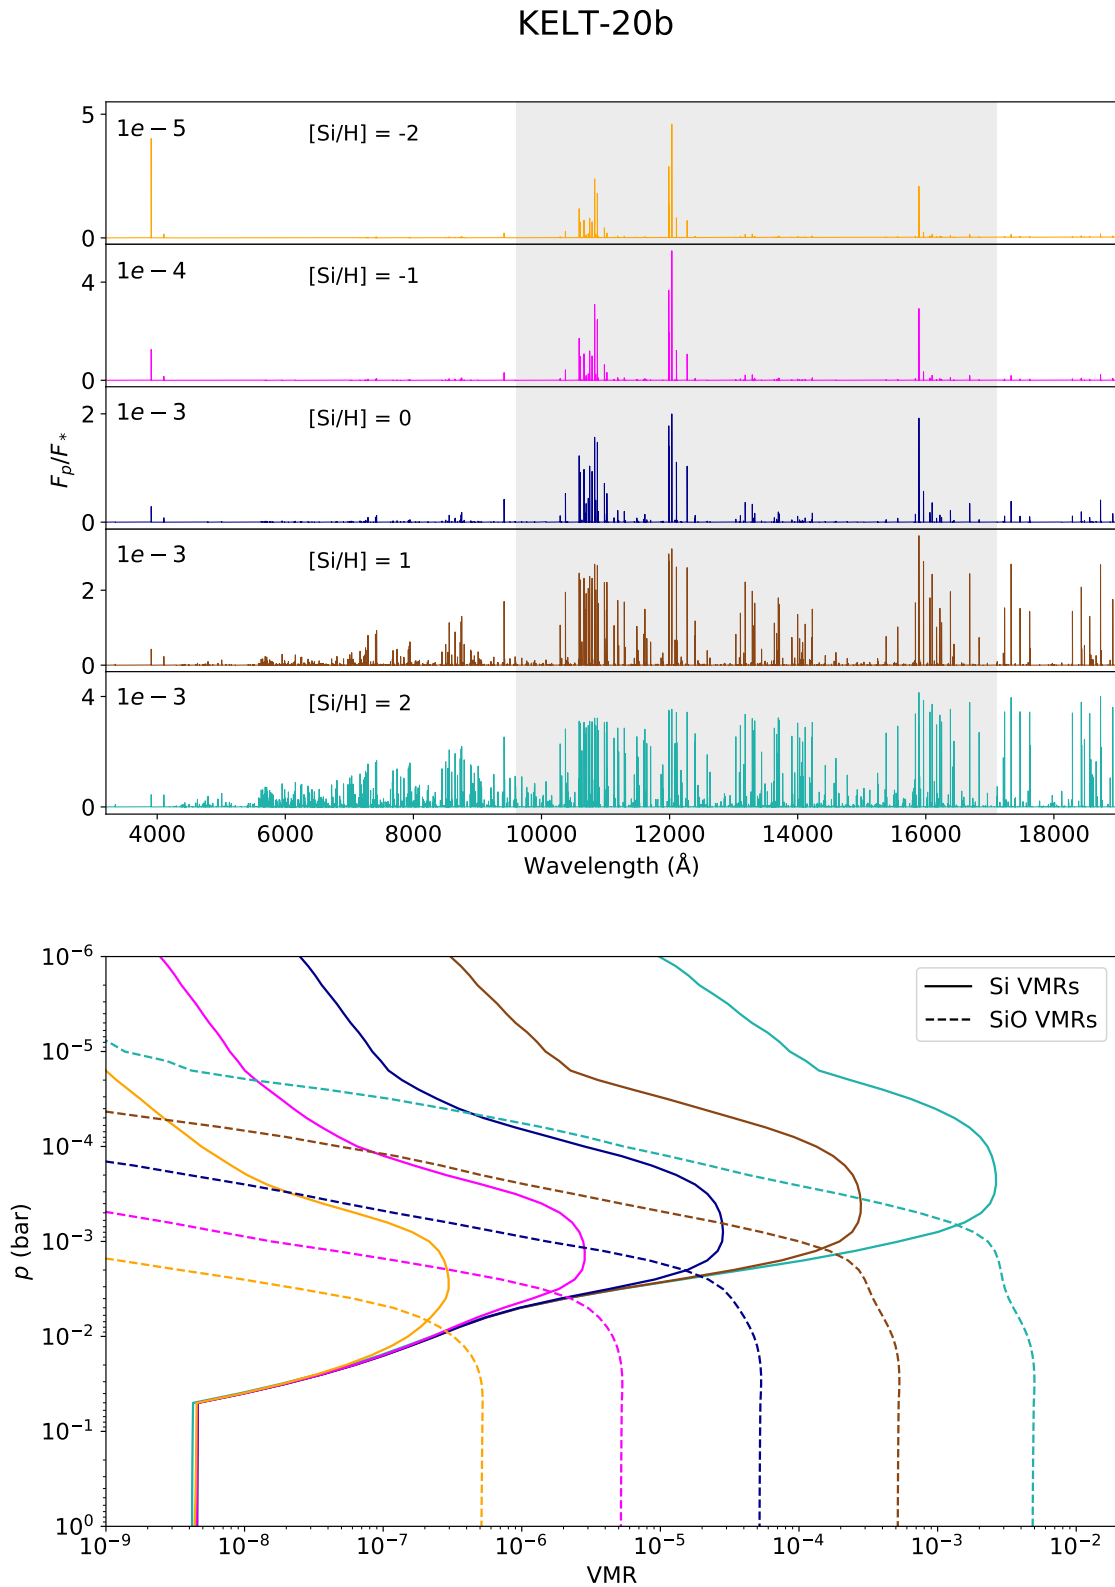 KELT-20b
1e−5 [Si/H] = -2
5
0
1e−4 [Si/H] = -1
4
0
1e−3 [Si/H] = 0
2
0
F_p/F_*
1e−3 [Si/H] = 1
2
0
1e−3 [Si/H] = 2
4
0
4000 6000 8000 10000 12000 14000 16000 18000
Wavelength (Å)
10⁻⁶
10⁻⁵
10⁻⁴
10⁻³
10⁻²
10⁻¹
10⁰
p (bar)
Si VMRs
SiO VMRs
10⁻⁹ 10⁻⁸ 10⁻⁷ 10⁻⁶ 10⁻⁵ 10⁻⁴ 10⁻³ 10⁻²
VMR